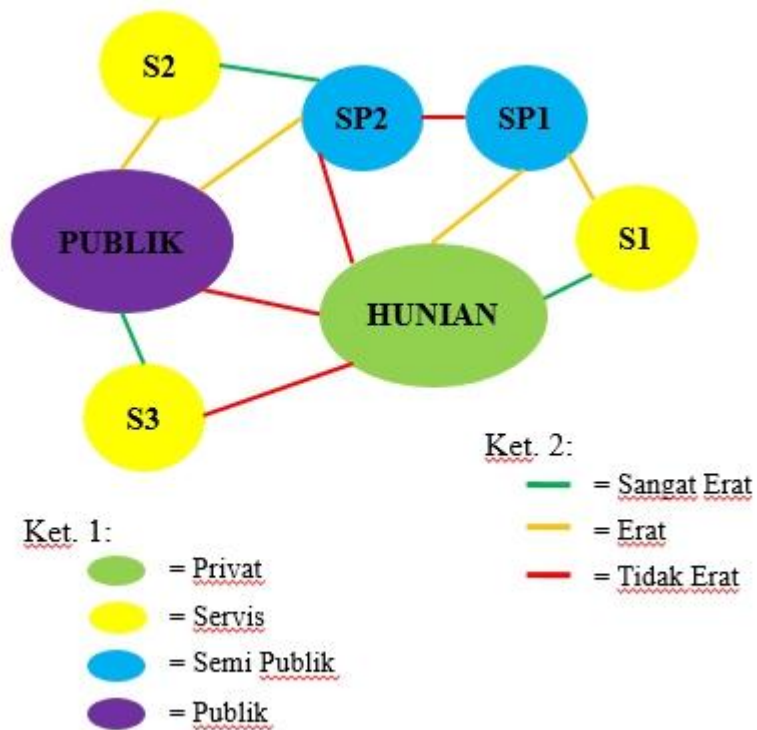 S2
SP2
SP1
PUBLIK
S1
HUNIAN
S3
Ket. 2:
= Sangat Erat
= Erat
= Tidak Erat
Ket. 1:
= Privat
= Servis
= Semi Publik
= Publik